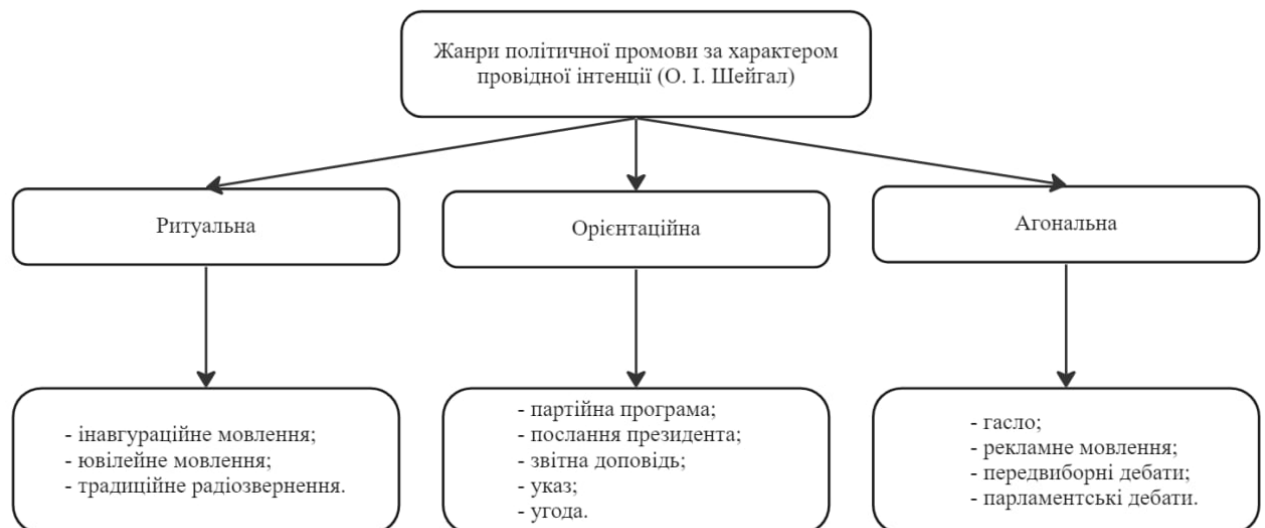 Жанри політичної промови за характером
провідної інтенції (О. І. Шейгал)
Ритуальна
Орієнтаційна
Агональна
- інавгураційне мовлення;
- ювілейне мовлення;
- традиційне радіозвернення.
- партійна програма;
- послання президента;
- звітна доповідь;
- указ;
- угода.
- гасло;
- рекламне мовлення;
- передвиборні дебати;
- парламентські дебати.